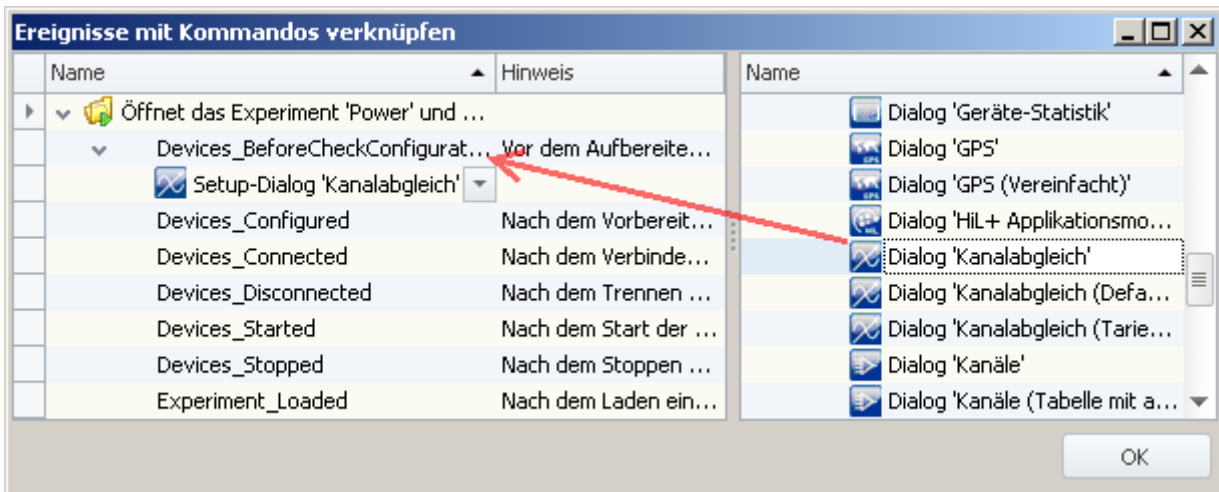 Ereignisse mit Kommandos verknüpfen
Name Hinweis
Öffnet das Experiment 'Power' und ...
Devices_BeforeCheckConfigurat... Vor dem Aufbereite...
Setup-Dialog 'Kanalabgleich'
Devices_Configured Nach dem Vorbereit...
Devices_Connected Nach dem Verbinde...
Devices_Disconnected Nach dem Trennen ...
Devices_Started Nach dem Start der ...
Devices_Stopped Nach dem Stoppen ...
Experiment_Loaded Nach dem Laden ein...
Name
Dialog 'Geräte-Statistik'
GPS Dialog 'GPS'
GPS Dialog 'GPS (Vereinfacht)'
HiL Dialog 'HiL+ Applikationsmo...
Dialog 'Kanalabgleich'
Dialog 'Kanalabgleich (Defa...
Dialog 'Kanalabgleich (Tarie...
Dialog 'Kanäle'
Dialog 'Kanäle (Tabelle mit a...
OK